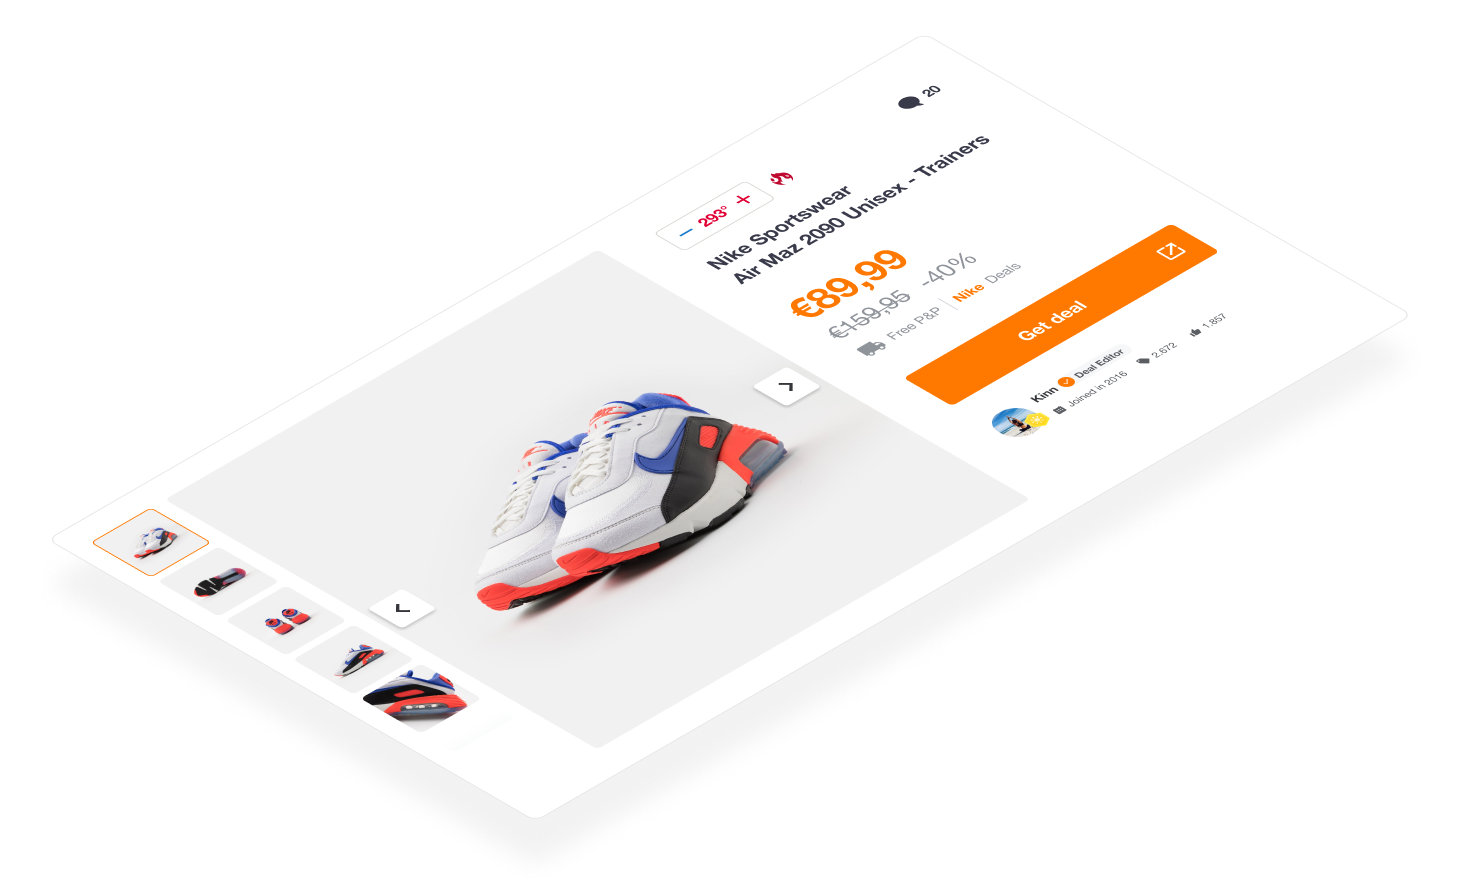 20
293°
Nike Sportswear
Air Maz 2090 Unisex - Trainers
€89,99
€159,95 -40%
Free P&P Nike Deals
Get deal
Kinn Deal Editor
Joined in 2016 2.672 1.857